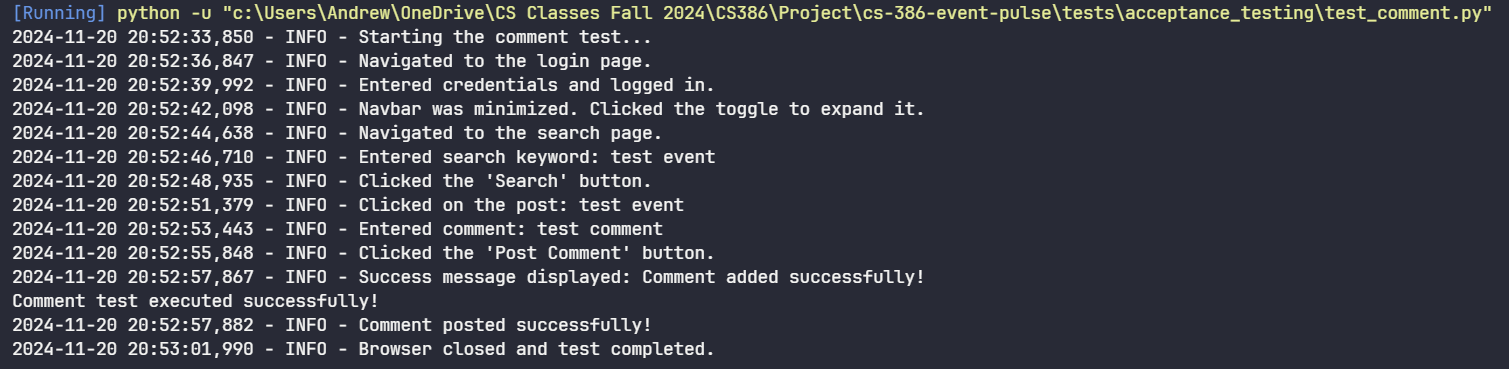 [Running] python -u "c:\Users\Andrew\OneDrive\CS Classes Fall 2024\CS386\Project\cs-386-event-pulse\tests\acceptance_testing\test_comment.py"
2024-11-20 20:52:33,850 - INFO - Starting the comment test...
2024-11-20 20:52:36,847 - INFO - Navigated to the login page.
2024-11-20 20:52:39,992 - INFO - Entered credentials and logged in.
2024-11-20 20:52:42,098 - INFO - Navbar was minimized. Clicked the toggle to expand it.
2024-11-20 20:52:44,638 - INFO - Navigated to the search page.
2024-11-20 20:52:46,710 - INFO - Entered search keyword: test event
2024-11-20 20:52:48,935 - INFO - Clicked the 'Search' button.
2024-11-20 20:52:51,379 - INFO - Clicked on the post: test event
2024-11-20 20:52:53,443 - INFO - Entered comment: test comment
2024-11-20 20:52:55,848 - INFO - Clicked the 'Post Comment' button.
2024-11-20 20:52:57,867 - INFO - Success message displayed: Comment added successfully!
Comment test executed successfully!
2024-11-20 20:52:57,882 - INFO - Comment posted successfully!
2024-11-20 20:53:01,990 - INFO - Browser closed and test completed.